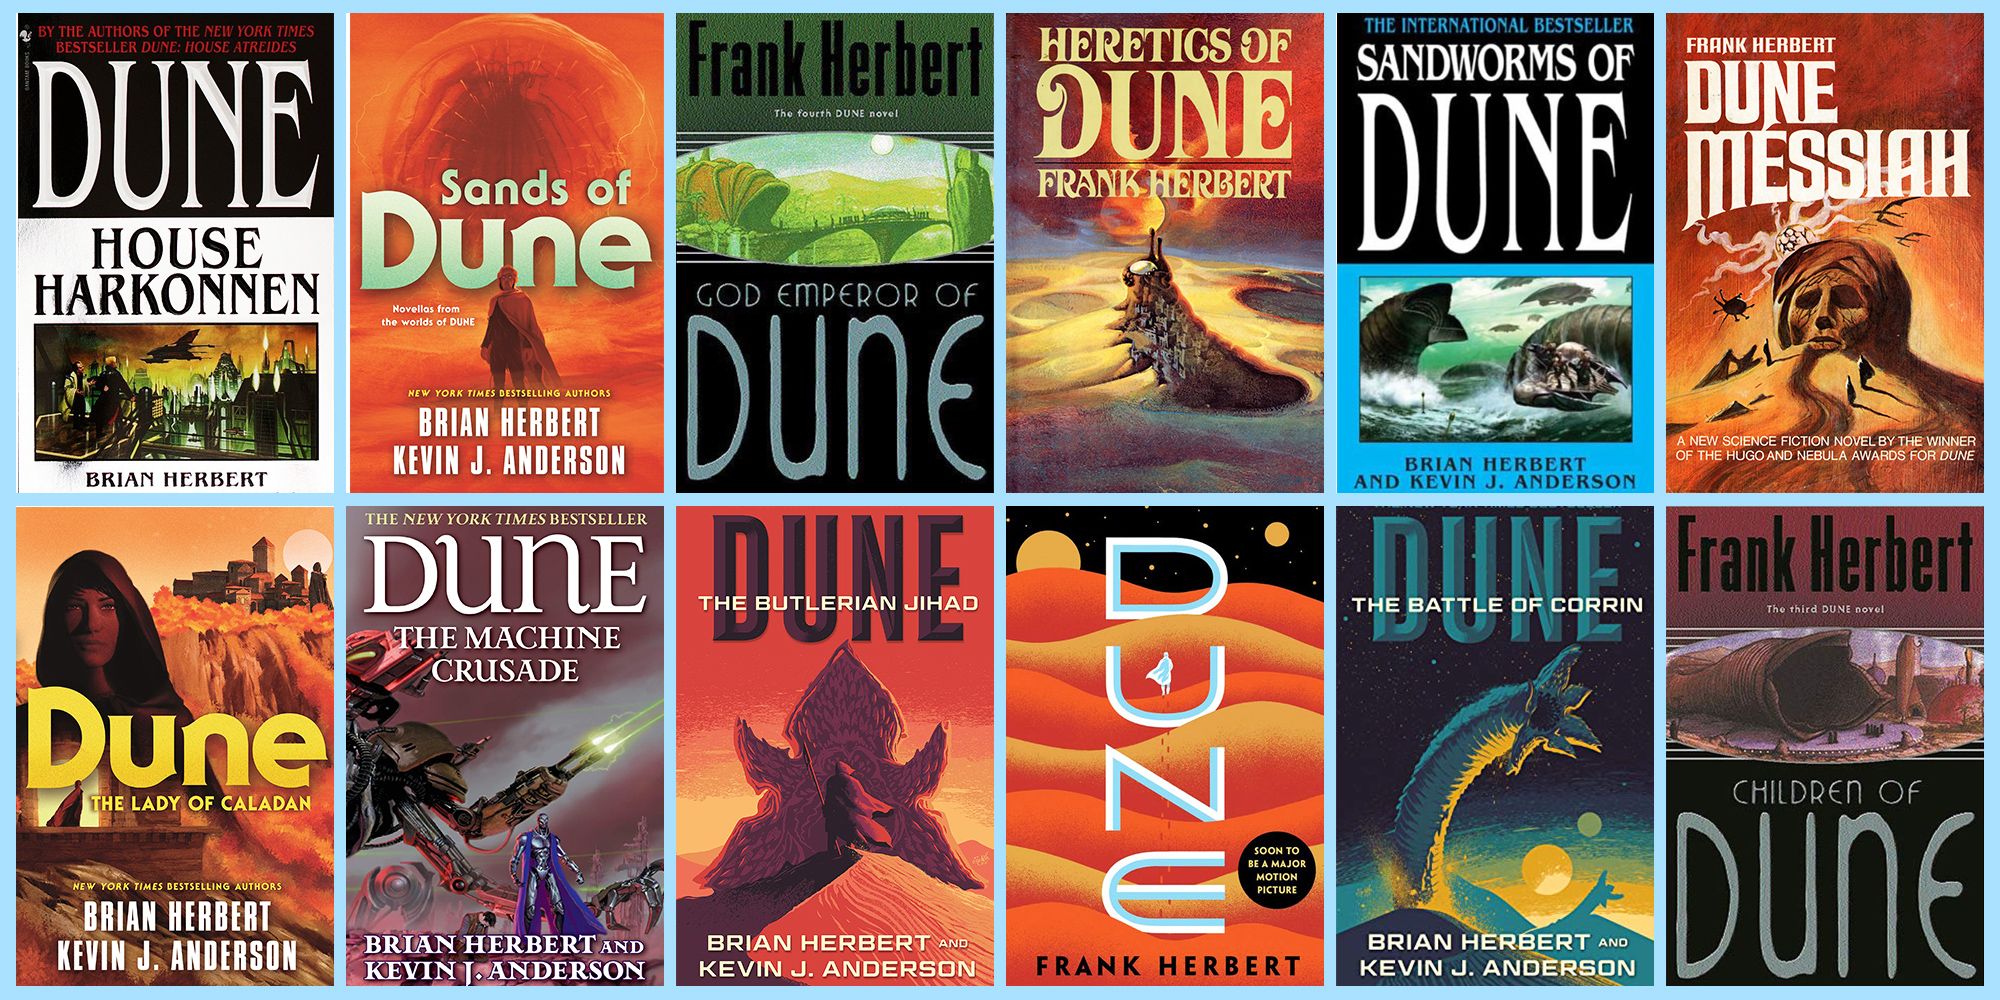 BY THE AUTHORS OF THE NEW YORK TIMES
BESTSELLER DUNE: HOUSE ATREIDES
DUNE
HOUSE
HARKONNEN
BRIAN HERBERT
Sands of
Dune
Novellas from
the worlds of DUNE
NEW YORK TIMES BESTSELLING AUTHORS
BRIAN HERBERT
KEVIN J. ANDERSON
Frank Herbert
The fourth DUNE novel
GOD EMPEROR OF
DUNE
HERETICS OF
DUNE
FRANK HERBERT
THE INTERNATIONAL BESTSELLER
SANDWORMS OF
DUNE
BRIAN HERBERT
AND KEVIN J. ANDERSON
FRANK HERBERT
DUNE
MESSIAH
A NEW SCIENCE FICTION NOVEL BY THE WINNER
OF THE HUGO AND NEBULA AWARDS FOR DUNE
Dune
THE LADY OF CALADAN
NEW YORK TIMES BESTSELLING AUTHORS
BRIAN HERBERT
KEVIN J. ANDERSON
THE NEW YORK TIMES BESTSELLER
DUNE
THE MACHINE
CRUSADE
BRIAN HERBERT AND
KEVIN J. ANDERSON
DUNE
THE BUTLERIAN JIHAD
BRIAN HERBERT AND
KEVIN J. ANDERSON
DUNE
SOON TO
BE A MAJOR
MOTION
PICTURE
FRANK HERBERT
DUNE
THE BATTLE OF CORRIN
BRIAN HERBERT AND
KEVIN J. ANDERSON
Frank Herbert
The third DUNE novel
CHILDREN OF
DUNE